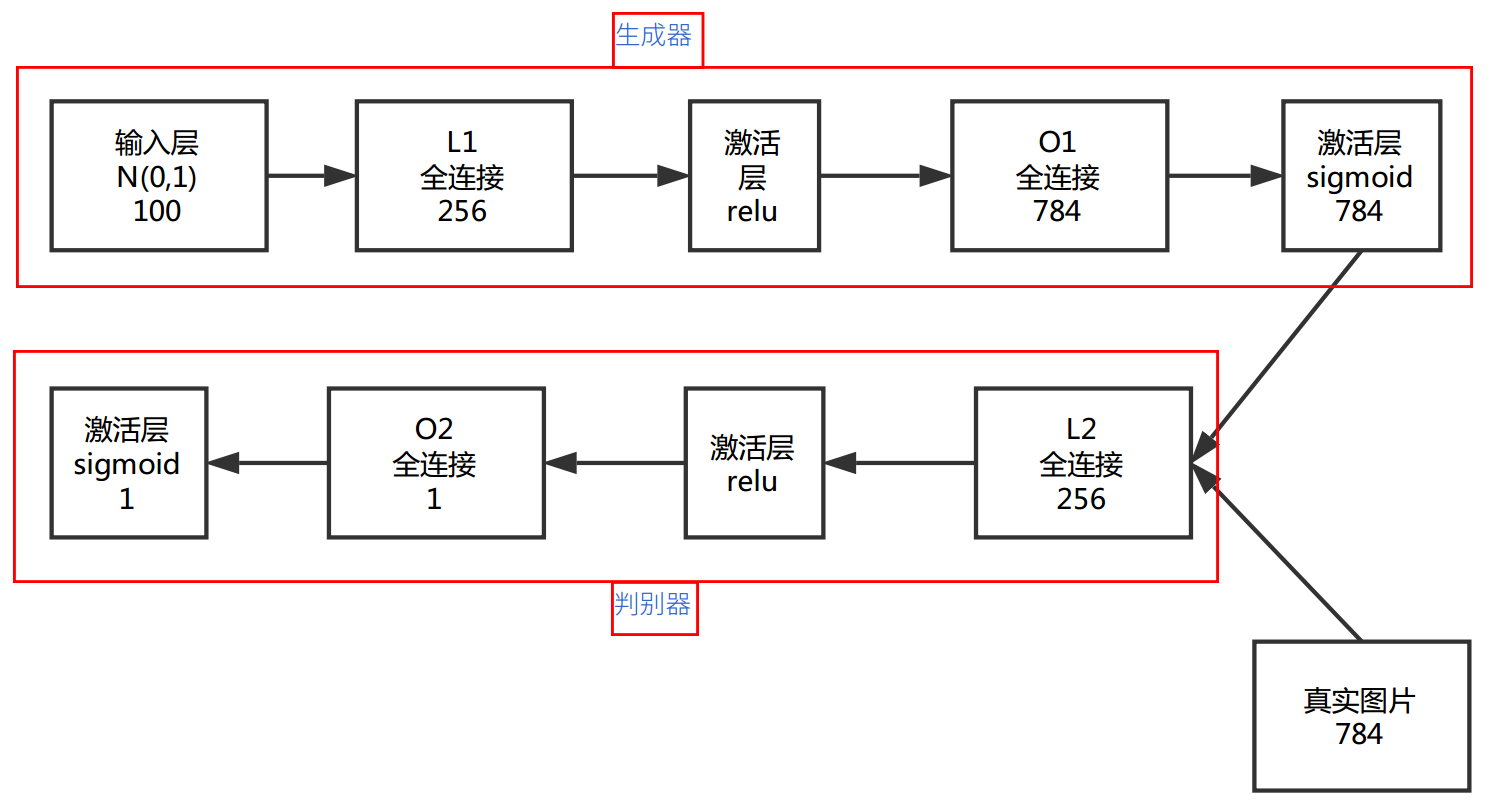 生成器
输入层
N(0,1)
100
L1
全连接
256
激活
层
relu
O1
全连接
784
激活层
sigmoid
784
激活层
sigmoid
1
O2
全连接
1
激活层
relu
L2
全连接
256
判别器
真实图片
784